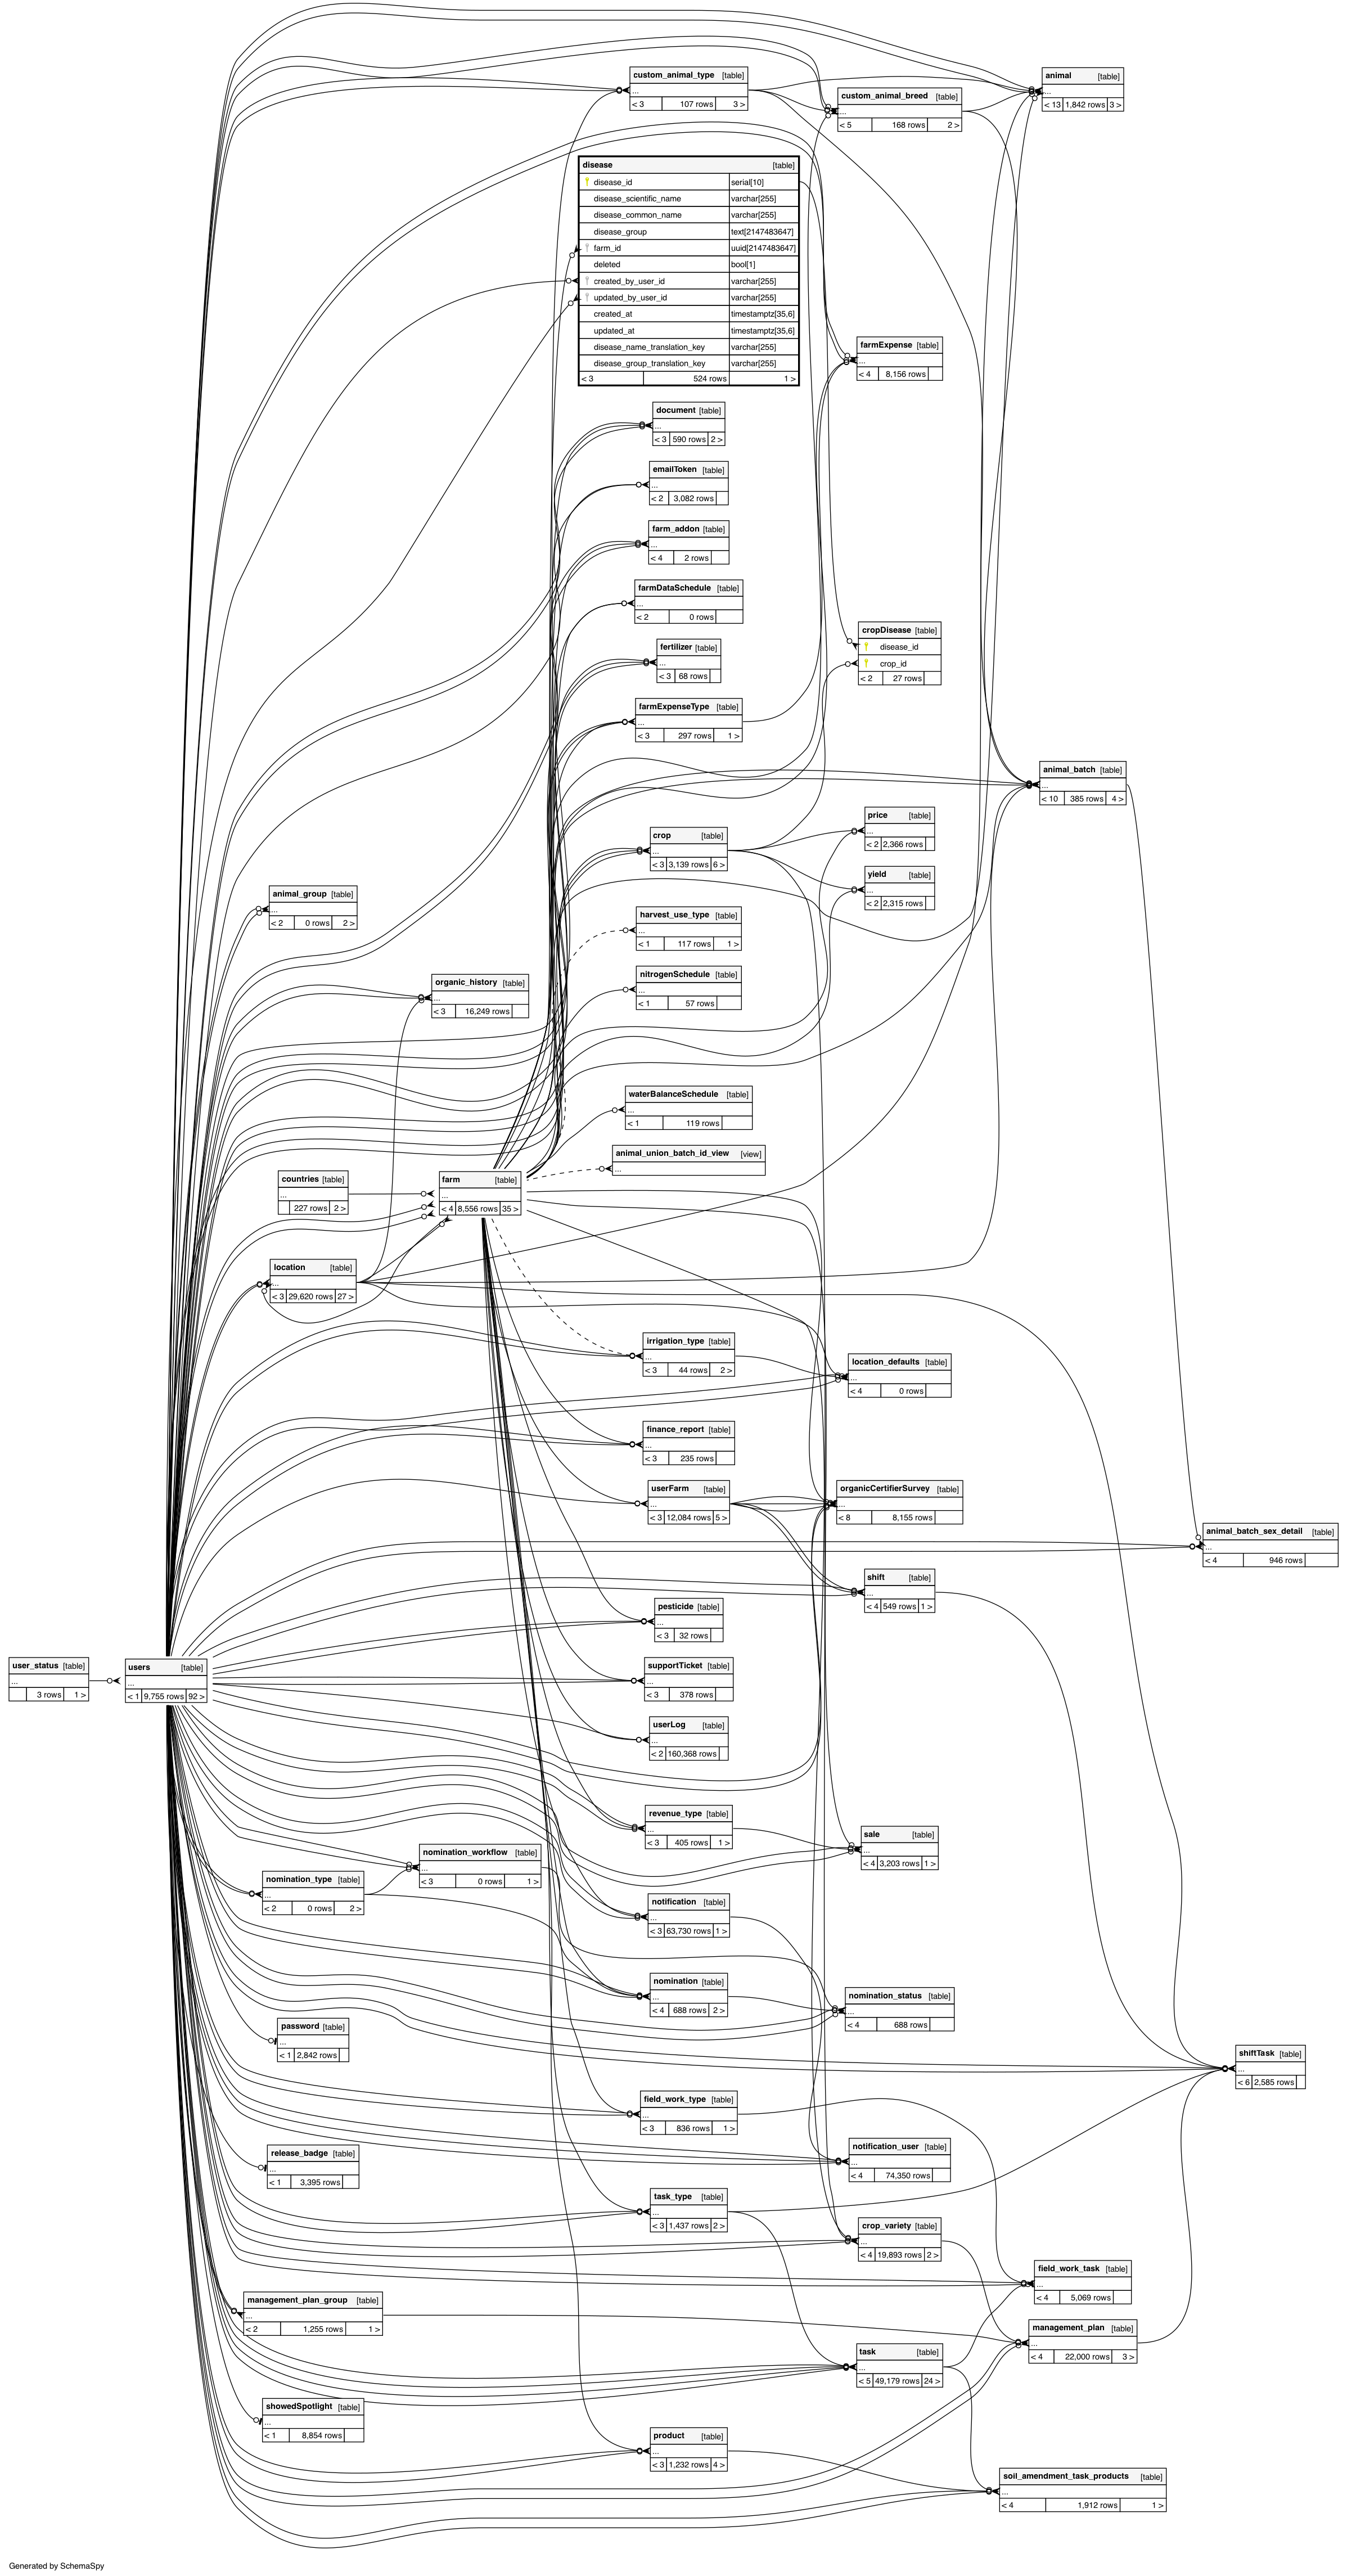 custom_animal_type [table]
...
< 3 107 rows 3 >
animal [table]
...
< 13 1,842 rows 3 >
custom_animal_breed [table]
...
< 5 168 rows 2 >
disease [table]
disease_id serial[10]
disease_scientific_name varchar[255]
disease_common_name varchar[255]
disease_group text[2147483647]
farm_id uuid[2147483647]
deleted bool[1]
created_by_user_id varchar[255]
updated_by_user_id varchar[255]
created_at timestamptz[35,6]
updated_at timestamptz[35,6]
disease_name_translation_key varchar[255]
disease_group_translation_key varchar[255]
< 3 524 rows 1 >
farmExpense [table]
...
< 4 8,156 rows
document [table]
...
< 3 590 rows 2 >
emailToken [table]
...
< 2 3,082 rows
farm_addon [table]
...
< 4 2 rows
farmDataSchedule [table]
...
< 2 0 rows
cropDisease [table]
disease_id
crop_id
< 2 27 rows
fertilizer [table]
...
< 3 68 rows
farmExpenseType [table]
...
< 3 297 rows 1 >
animal_batch [table]
...
< 10 385 rows 4 >
price [table]
...
< 2 2,366 rows
crop [table]
...
< 3 3,139 rows 6 >
yield [table]
...
< 2 2,315 rows
animal_group [table]
...
< 2 0 rows 2 >
harvest_use_type [table]
...
< 1 117 rows 1 >
nitrogenSchedule [table]
...
< 1 57 rows
organic_history [table]
...
< 3 16,249 rows
waterBalanceSchedule [table]
...
< 1 119 rows
animal_union_batch_id_view [view]
...
countries [table]
...
227 rows 2 >
farm [table]
...
< 4 8,556 rows 35 >
location [table]
...
< 3 29,620 rows 27 >
irrigation_type [table]
...
< 3 44 rows 2 >
location_defaults [table]
...
< 4 0 rows
finance_report [table]
...
< 3 235 rows
userFarm [table]
...
< 3 12,084 rows 5 >
organicCertifierSurvey [table]
...
< 8 8,155 rows
animal_batch_sex_detail [table]
...
< 4 946 rows
shift [table]
...
< 4 549 rows 1 >
pesticide [table]
...
< 3 32 rows
user_status [table]
...
3 rows 1 >
users [table]
...
< 1 9,755 rows 92 >
supportTicket [table]
...
< 3 378 rows
userLog [table]
...
< 2 160,368 rows
revenue_type [table]
...
< 3 405 rows 1 >
sale [table]
...
< 4 3,203 rows 1 >
nomination_workflow [table]
...
< 3 0 rows 1 >
nomination_type [table]
...
< 2 0 rows 2 >
notification [table]
...
< 3 63,730 rows 1 >
nomination [table]
...
< 4 688 rows 2 >
nomination_status [table]
...
< 4 688 rows
password [table]
...
< 1 2,842 rows
shiftTask [table]
...
< 6 2,585 rows
field_work_type [table]
...
< 3 836 rows 1 >
notification_user [table]
...
< 4 74,350 rows
release_badge [table]
...
< 1 3,395 rows
task_type [table]
...
< 3 1,437 rows 2 >
crop_variety [table]
...
< 4 19,893 rows 2 >
field_work_task [table]
...
< 4 5,069 rows
management_plan_group [table]
...
< 2 1,255 rows 1 >
management_plan [table]
...
< 4 22,000 rows 3 >
task [table]
...
< 5 49,179 rows 24 >
showedSpotlight [table]
...
< 1 8,854 rows
product [table]
...
< 3 1,232 rows 4 >
soil_amendment_task_products [table]
...
< 4 1,912 rows 1 >
Generated by SchemaSpy